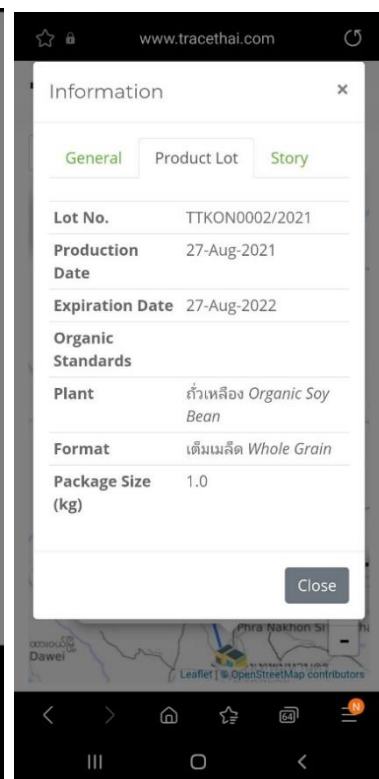 www.tracethai.com
Information
×
General Product Lot Story
Lot No. TTKON0002/2021
Production 27-Aug-2021
Date
Expiration Date 27-Aug-2022
Organic
Standards
Plant ถั่วเหลือง Organic Soy
Bean
Format เต็มเมล็ด Whole Grain
Package Size 1.0
(kg)
Close
Phra Nakhon Si
-
Dawei
Leaflet | © OpenStreetMap contributors
64
N